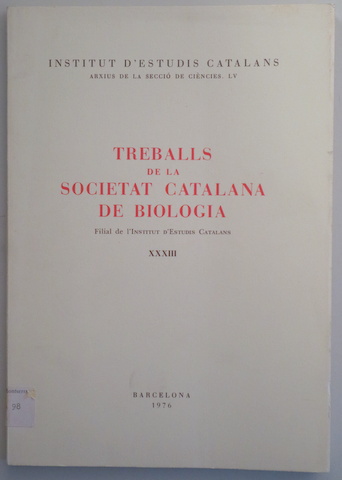 INSTITUT D'ESTUDIS CATALANS
ARXIUS DE LA SECCIÓ DE CIÈNCIES. LV
TREBALLS
DE LA
SOCIETAT CATALANA
DE BIOLOGIA
Filial de l'INSTITUT D'ESTUDIS CATALANS
XXXIII
98
BARCELONA
1976